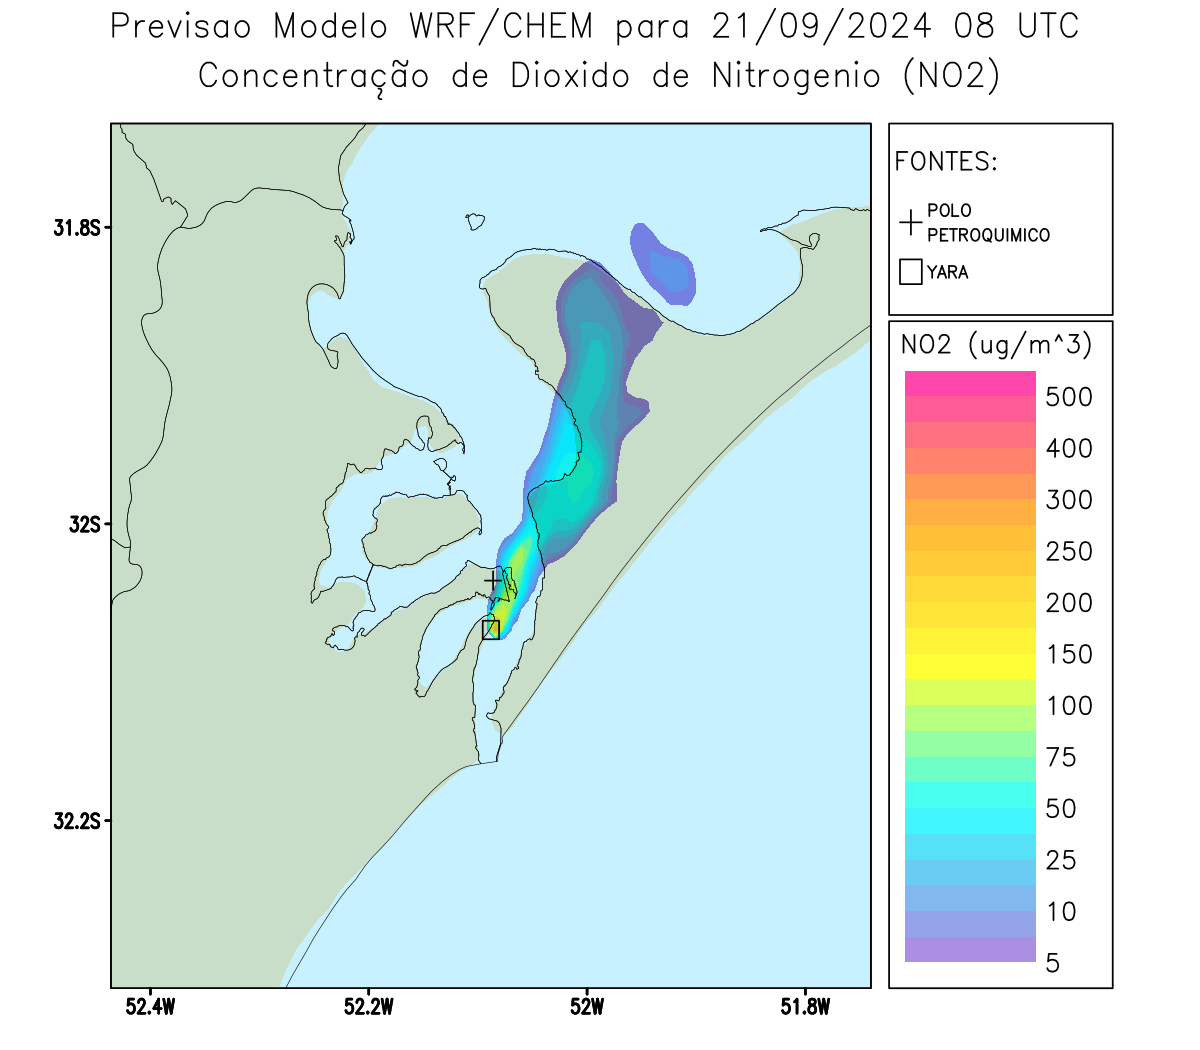 Previsao Modelo WRF/CHEM para 21/09/2024 08 UTC
Concentração de Dioxido de Nitrogenio (NO2)
FONTES:
POLO
PETROQUIMICO
YARA
31.8S
32S
32.2S
52.4W
52.2W
52W
51.8W
NO2 (ug/m^3)
500
400
300
250
200
150
100
75
50
25
10
5